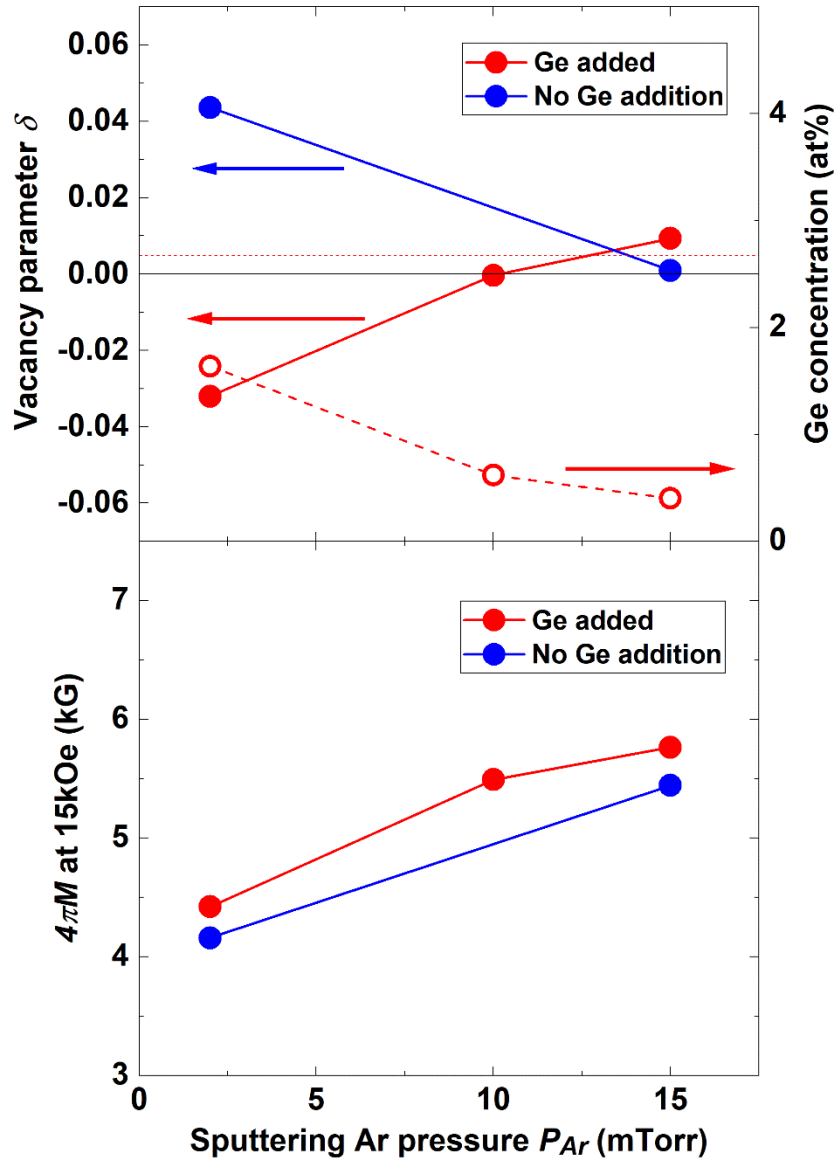 0.06
0.04
0.02
0.00
-0.02
-0.04
-0.06
Vacancy parameter δ
Ge added
No Ge addition
4
2
0
Ge concentration (at%)
7
6
5
4
3
4πM at 15kOe (kG)
Ge added
No Ge addition
0 5 10 15
Sputtering Ar pressure P_Ar (mTorr)